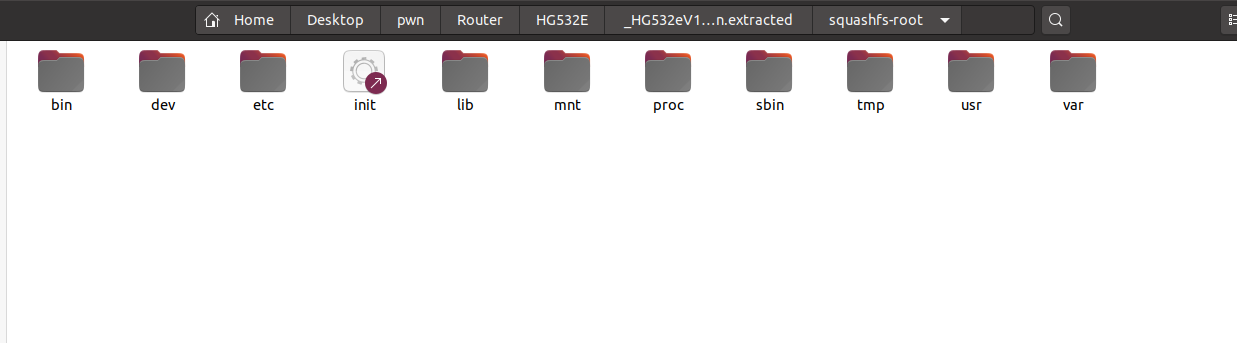 Home Desktop pwn Router HG532E _HG532eV1…n.extracted squashfs-root
bin dev etc init lib mnt proc sbin tmp usr var